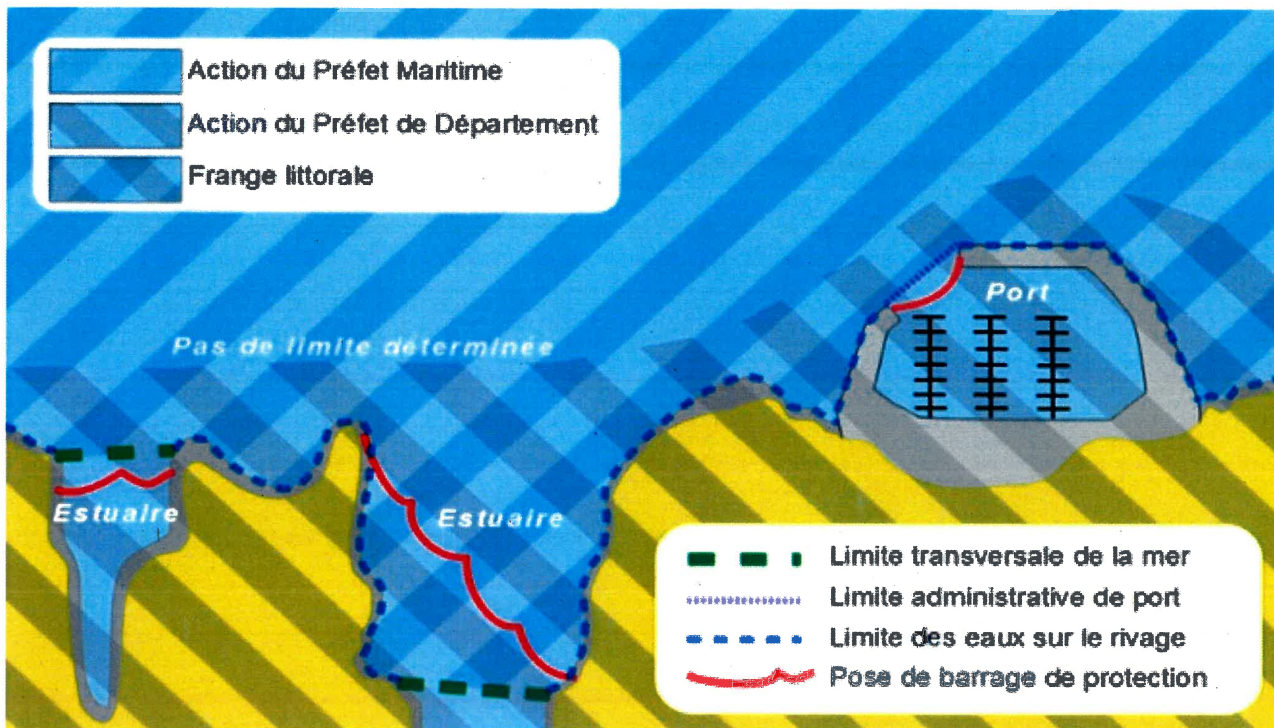 Action du Préfet Maritime
Action du Préfet de Département
Frange littorale
Port
Pas de limite déterminée
Estuaire
Estuaire
Limite transversale de la mer
Limite administrative de port
Limite des eaux sur le rivage
Pose de barrage de protection